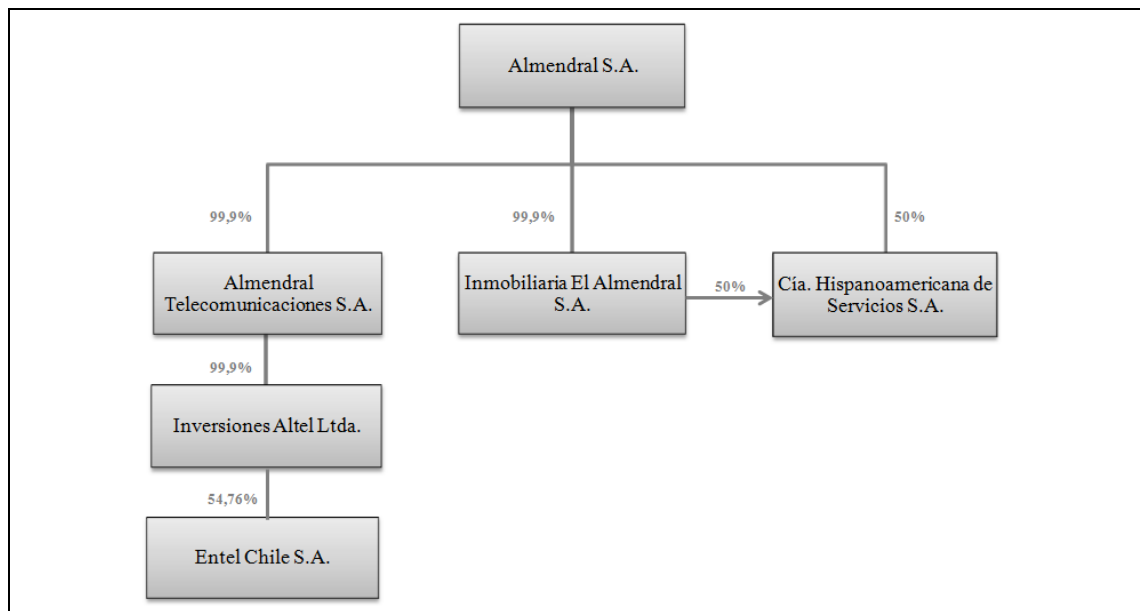 Almendral S.A.
99,9%
99,9%
50%
Almendral
Telecomunicaciones S.A.
Inmobiliaria El Almendral
S.A.
50%
Cía. Hispanoamericana de
Servicios S.A.
99,9%
Inversiones Altel Ltda.
54,76%
Entel Chile S.A.